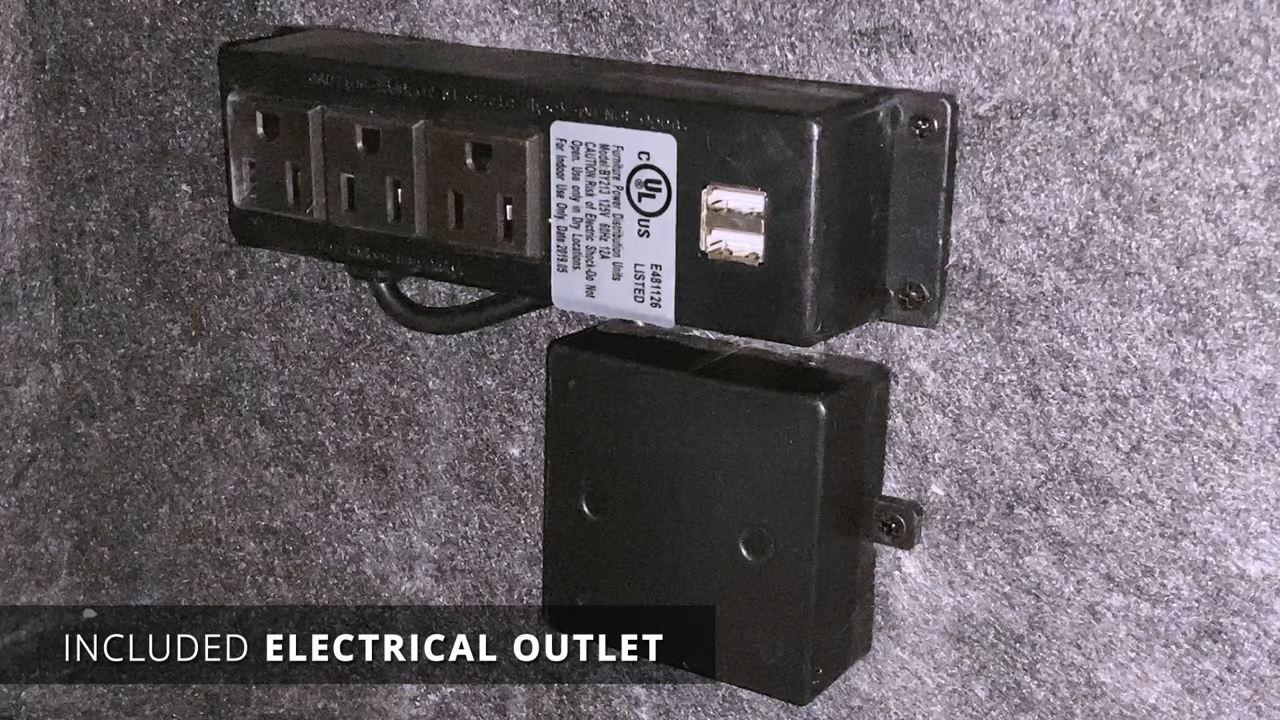 C UL US
®
E481126
LISTED
Furniture Power Distribution Units
Model:BY213 125V 60Hz 12A
CAUTION:Risk of Electric Shock-Do Not
Open. Use only in Dry Locations.
For Indoor Use Only. Date:2019.05
INCLUDED ELECTRICAL OUTLET